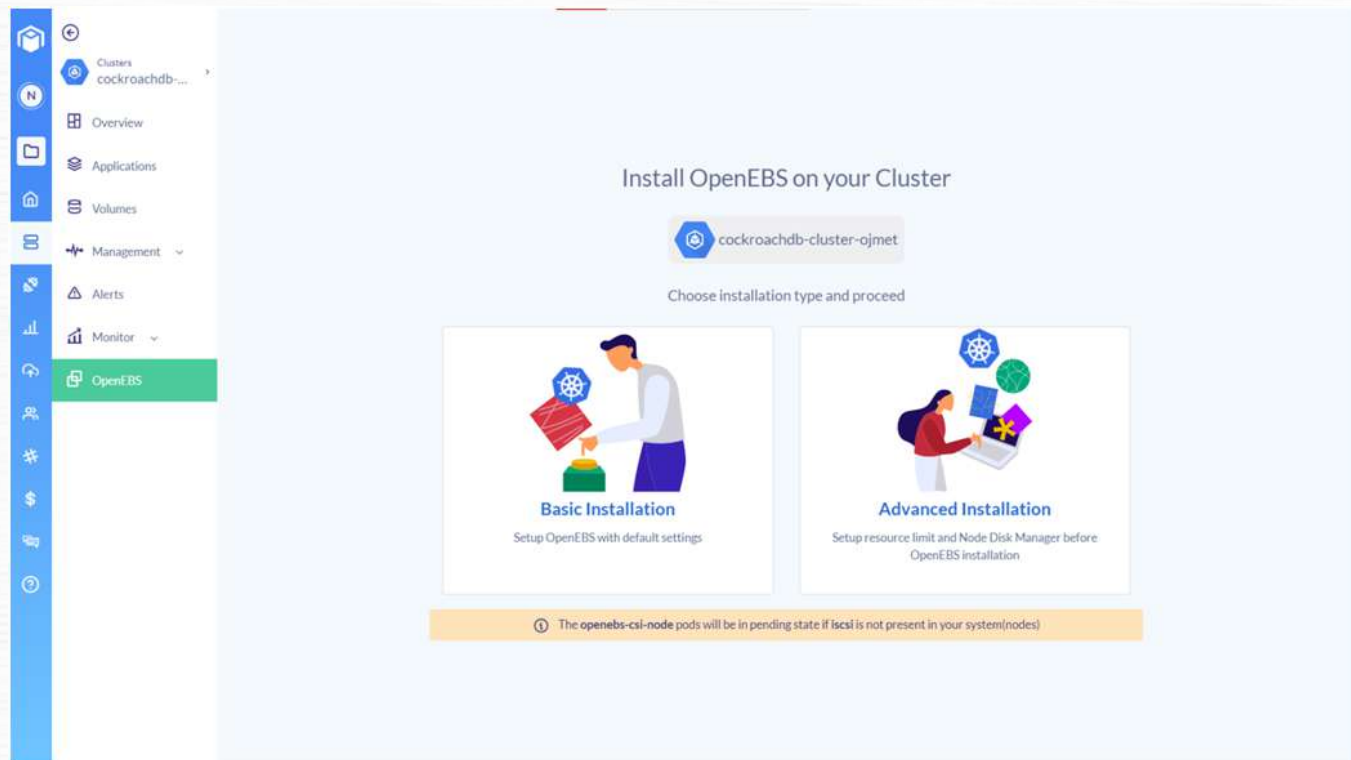 Clusters
cockroachdb-...
N
Overview
Applications
Volumes
Management
Alerts
Monitor
OpenEBS
Install OpenEBS on your Cluster
cockroachdb-cluster-ojmet
Choose installation type and proceed
Basic Installation
Setup OpenEBS with default settings
Advanced Installation
Setup resource limit and Node Disk Manager before
OpenEBS installation
The openebs-csi-node pods will be in pending state if iscsi is not present in your system(nodes)